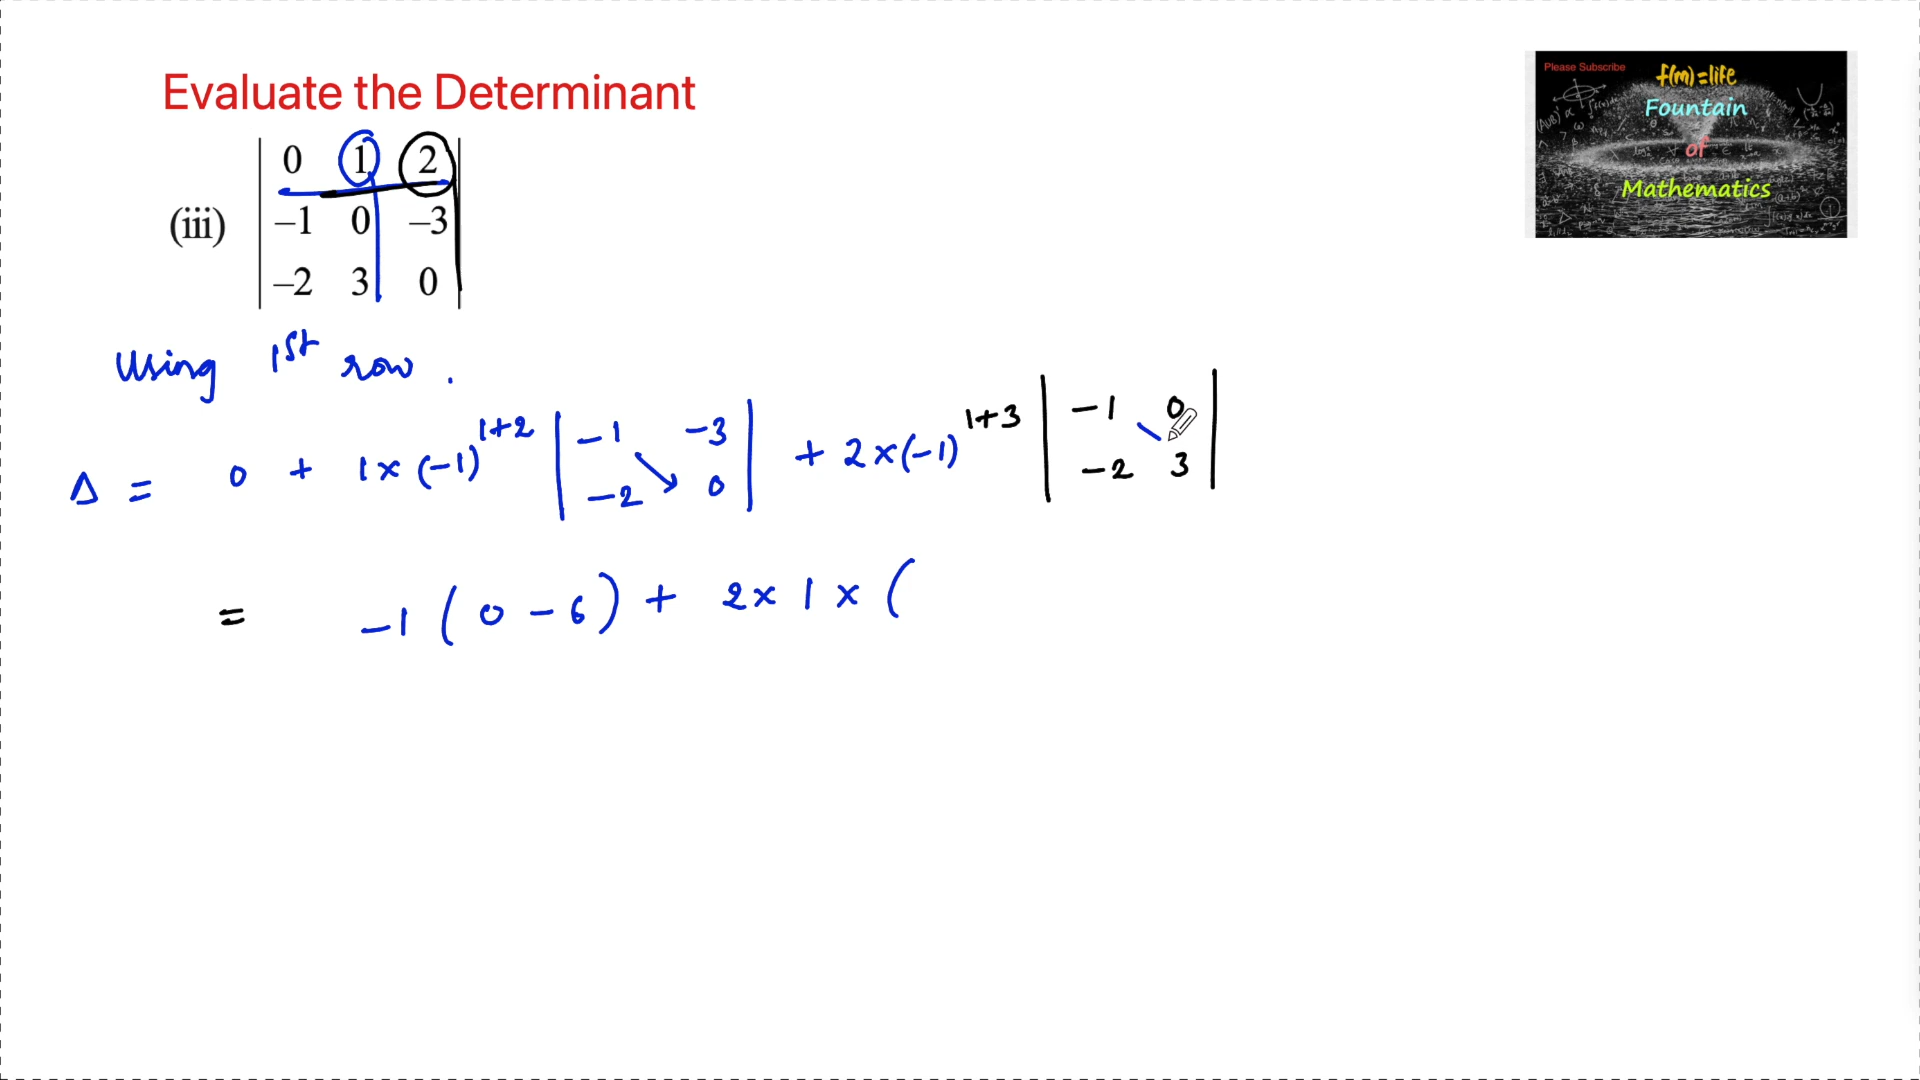 Evaluate the Determinant
Please Subscribe
f(m)=life
Fountain
of
Mathematics
0 1 2
(iii) –1 0 –3
–2 3 0
Using 1st row.
Δ = 0 + 1×(-1)^{1+2} | -1 -3 | + 2×(-1)^{1+3} | -1 0 |
| -2 0 | | -2 3 |
= -1(0-6) + 2×1×(